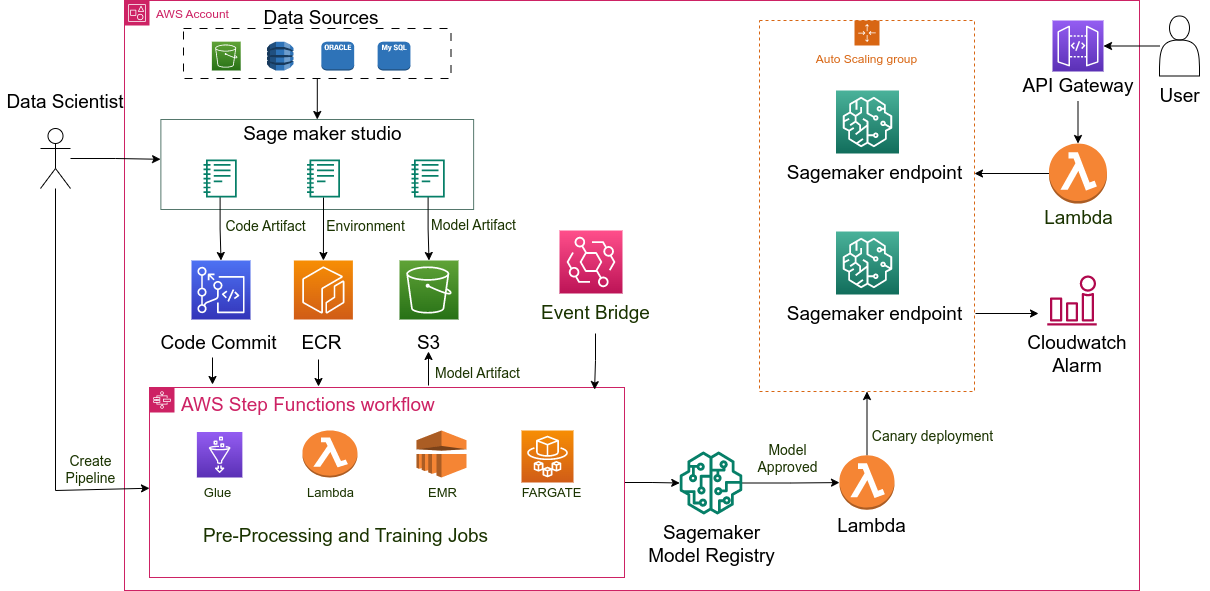 AWS Account
Data Sources
ORACLE
My SQL
Auto Scaling group
API Gateway
User
Data Scientist
Sage maker studio
Sagemaker endpoint
Lambda
Code Artifact
Environment
Model Artifact
Event Bridge
Sagemaker endpoint
Code Commit
ECR
S3
Cloudwatch
Alarm
Model Artifact
AWS Step Functions workflow
Create
Pipeline
Glue
Lambda
EMR
FARGATE
Pre-Processing and Training Jobs
Model
Approved
Canary deployment
Sagemaker
Model Registry
Lambda